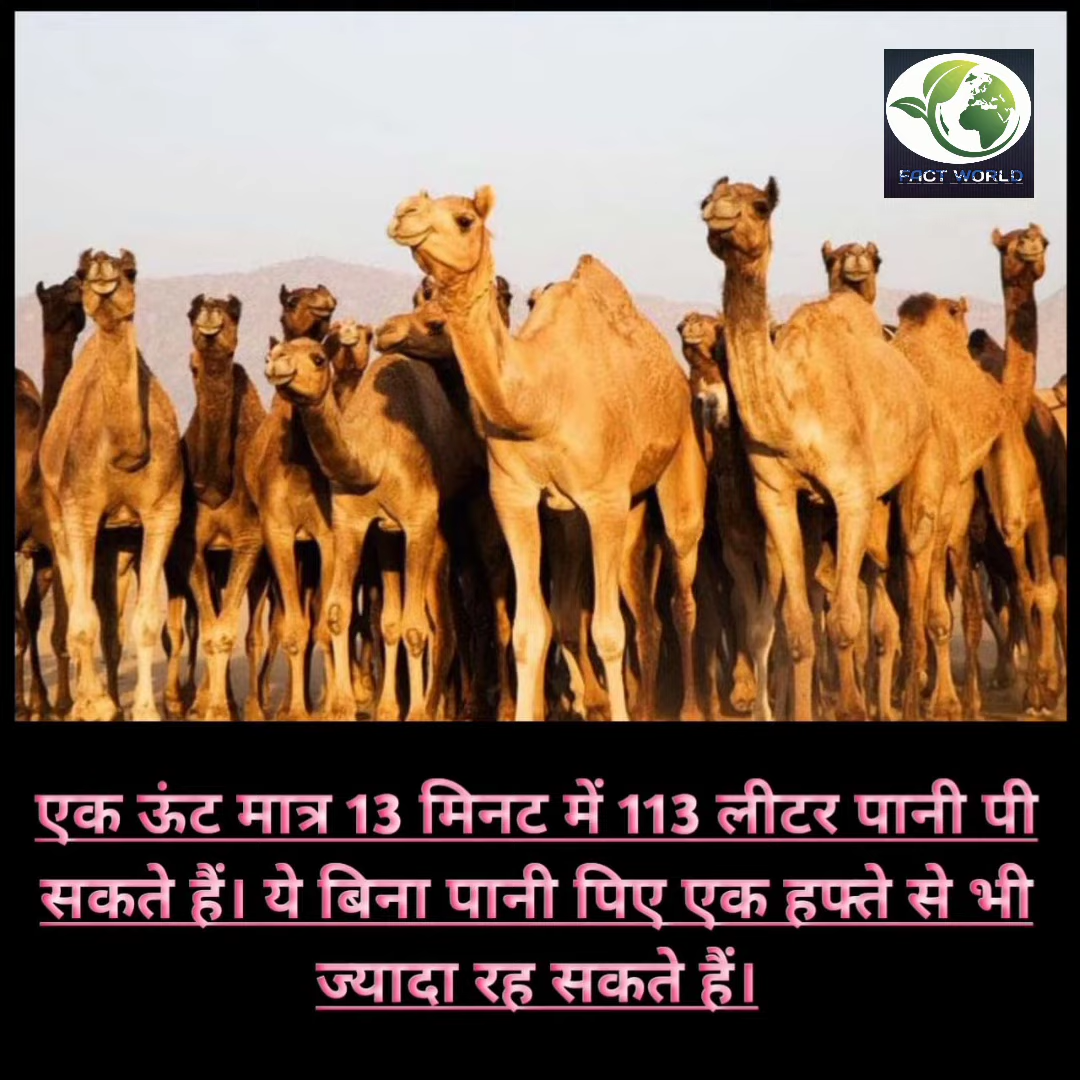 FACT WORLD
एक ऊंट मात्र 13 मिनट में 113 लीटर पानी पी
सकते हैं। ये बिना पानी पिए एक हफ्ते से भी
ज्यादा रह सकते हैं।